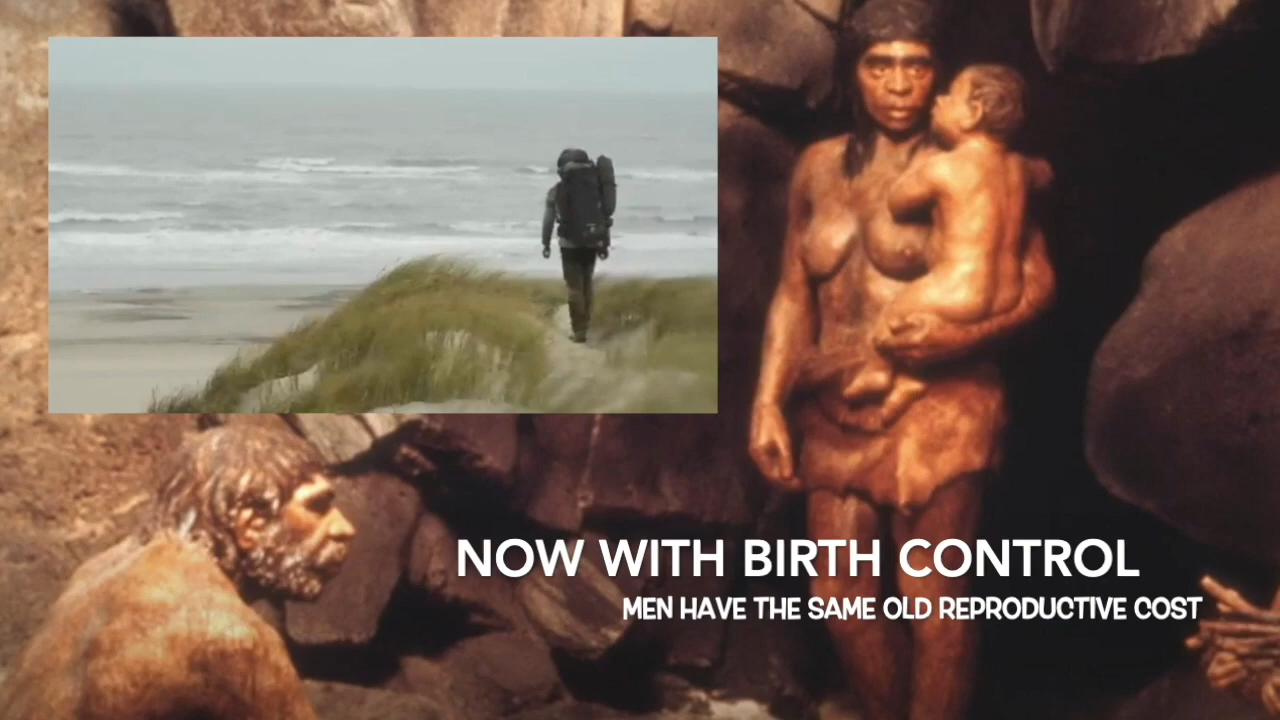 NOW WITH BIRTH CONTROL
MEN HAVE THE SAME OLD REPRODUCTIVE COST